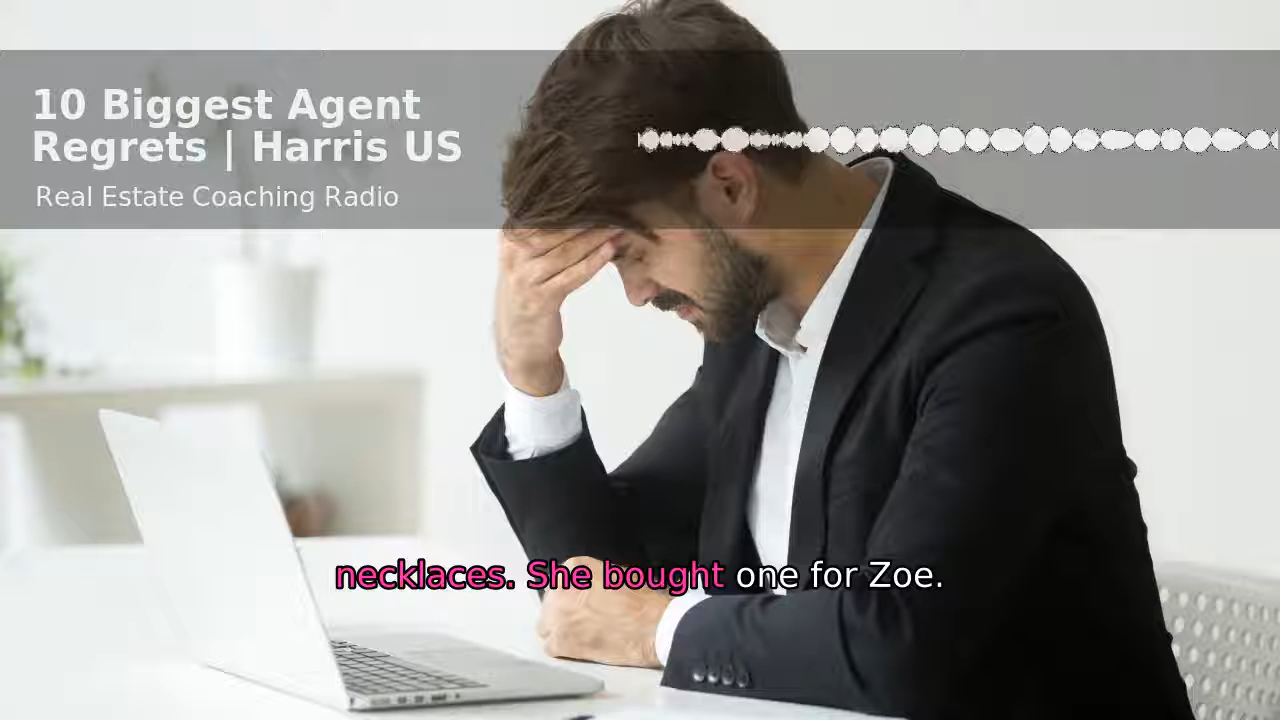 10 Biggest Agent
Regrets | Harris US
Real Estate Coaching Radio
necklaces. She bought one for Zoe.